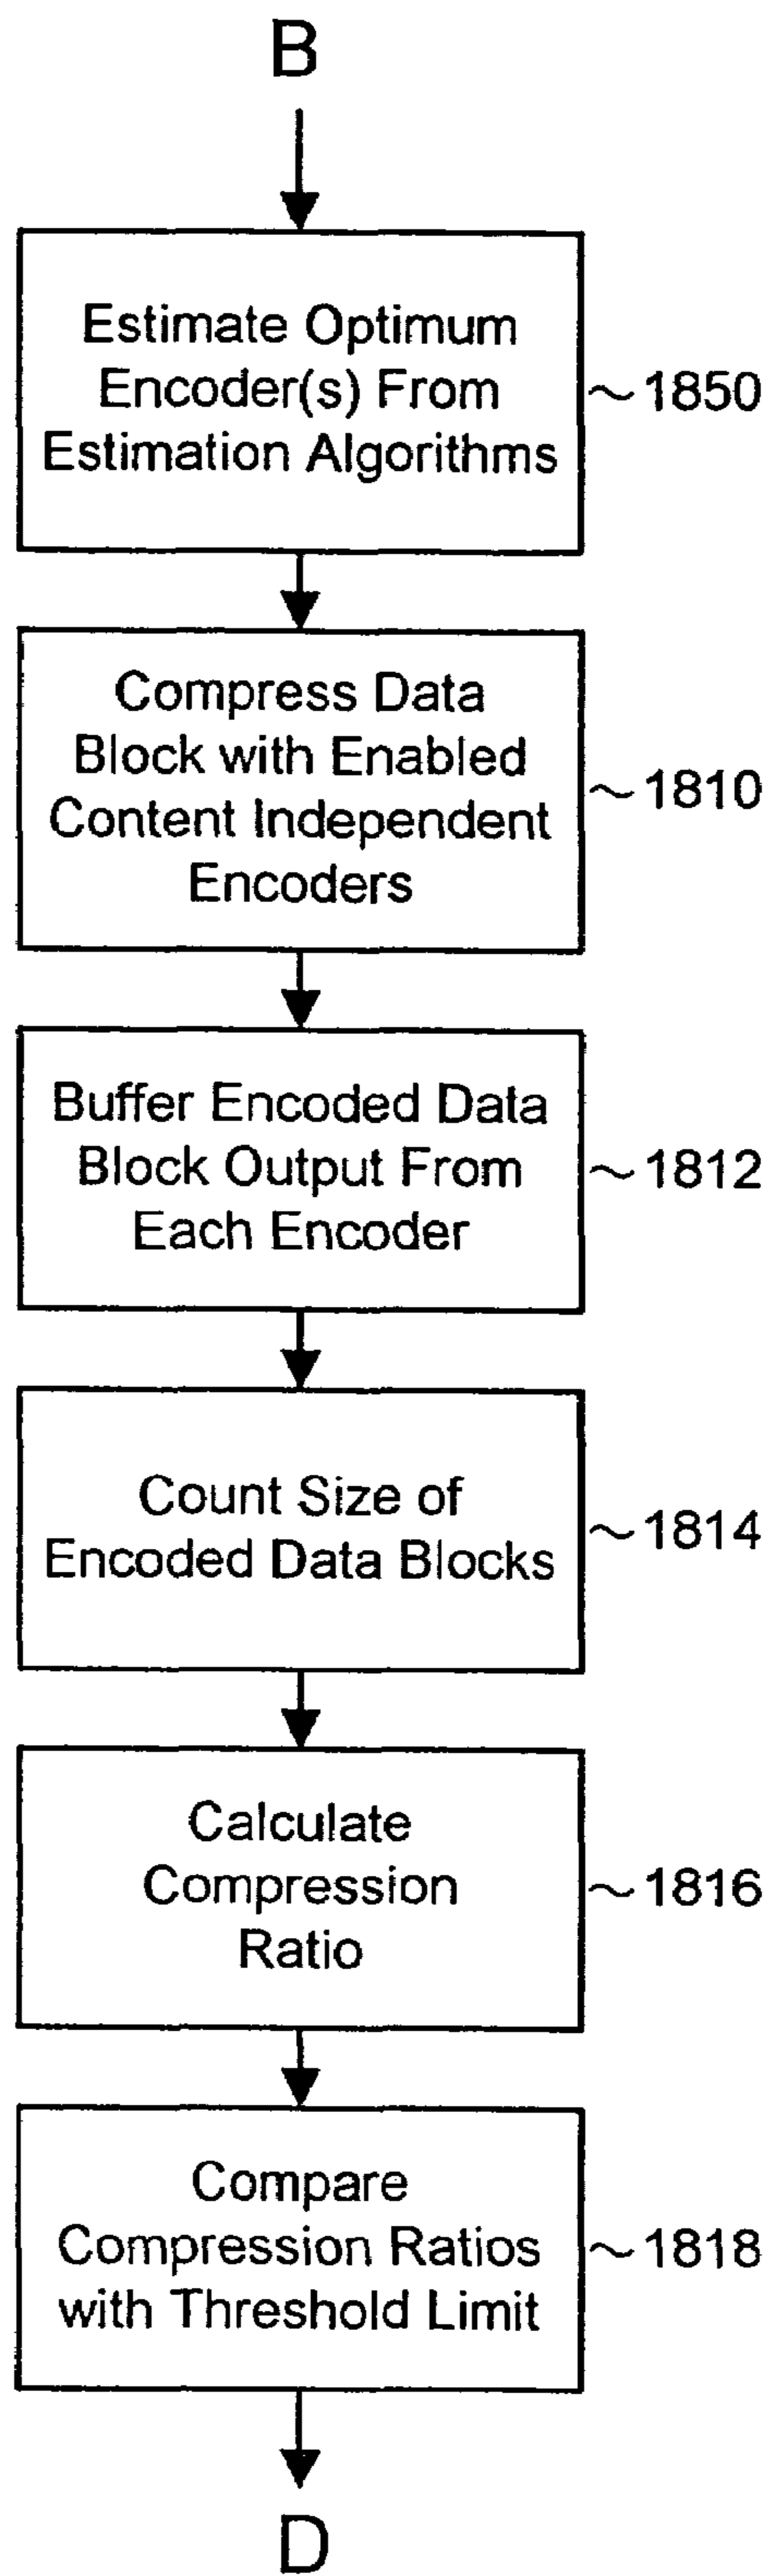 B
Estimate Optimum
Encoder(s) From
Estimation Algorithms
~1850
Compress Data
Block with Enabled
Content Independent
Encoders
~1810
Buffer Encoded Data
Block Output From
Each Encoder
~1812
Count Size of
Encoded Data Blocks
~1814
Calculate
Compression
Ratio
~1816
Compare
Compression Ratios
with Threshold Limit
~1818
D